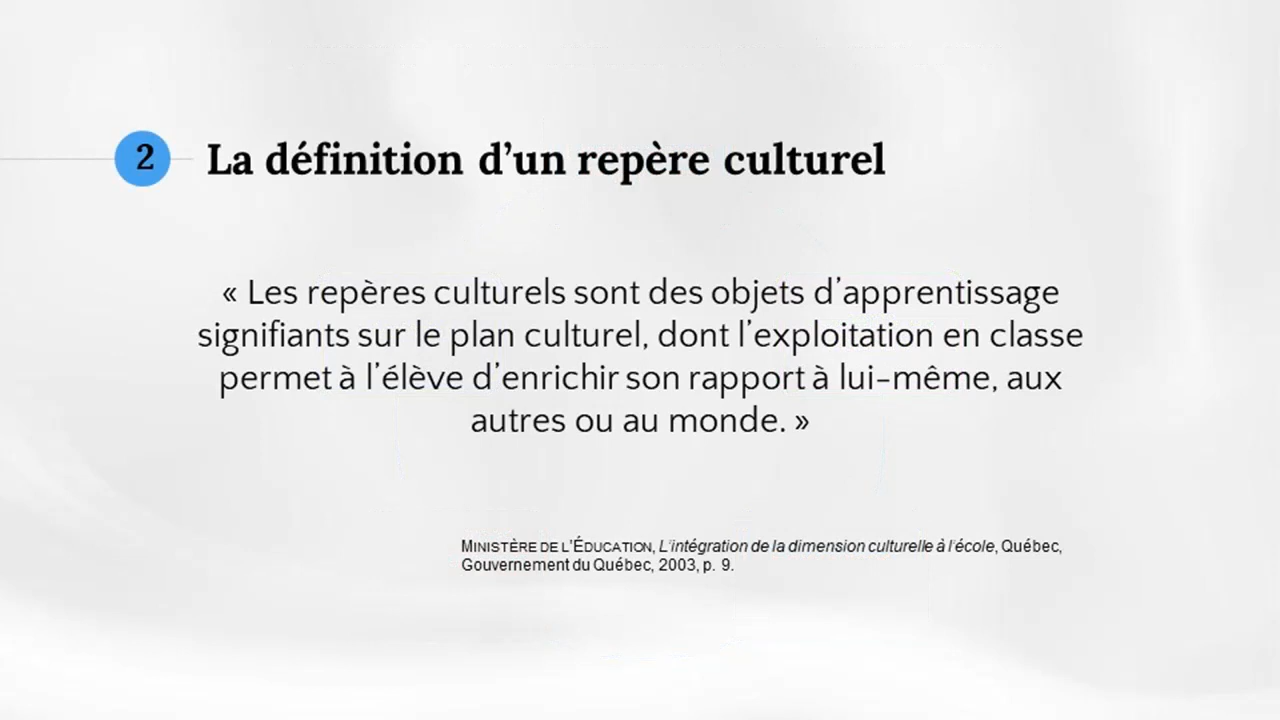 2
La définition d’un repère culturel
« Les repères culturels sont des objets d’apprentissage
signifiants sur le plan culturel, dont l’exploitation en classe
permet à l’élève d’enrichir son rapport à lui-même, aux
autres ou au monde. »
MINISTÈRE DE L’ÉDUCATION, L’intégration de la dimension culturelle à l’école, Québec,
Gouvernement du Québec, 2003, p. 9.